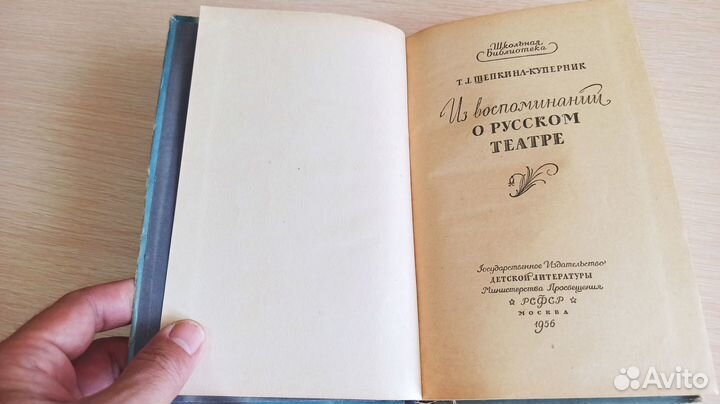 Школьная
Библиотека
Т. Л. ЩЕПКИНА-КУПЕРНИК
Из воспоминаний
О РУССКОМ
ТЕАТРЕ
Государственное Издательство
ДЕТСКОЙ ЛИТЕРАТУРЫ
Министерства Просвещения
РСФСР
МОСКВА
1956
Avito